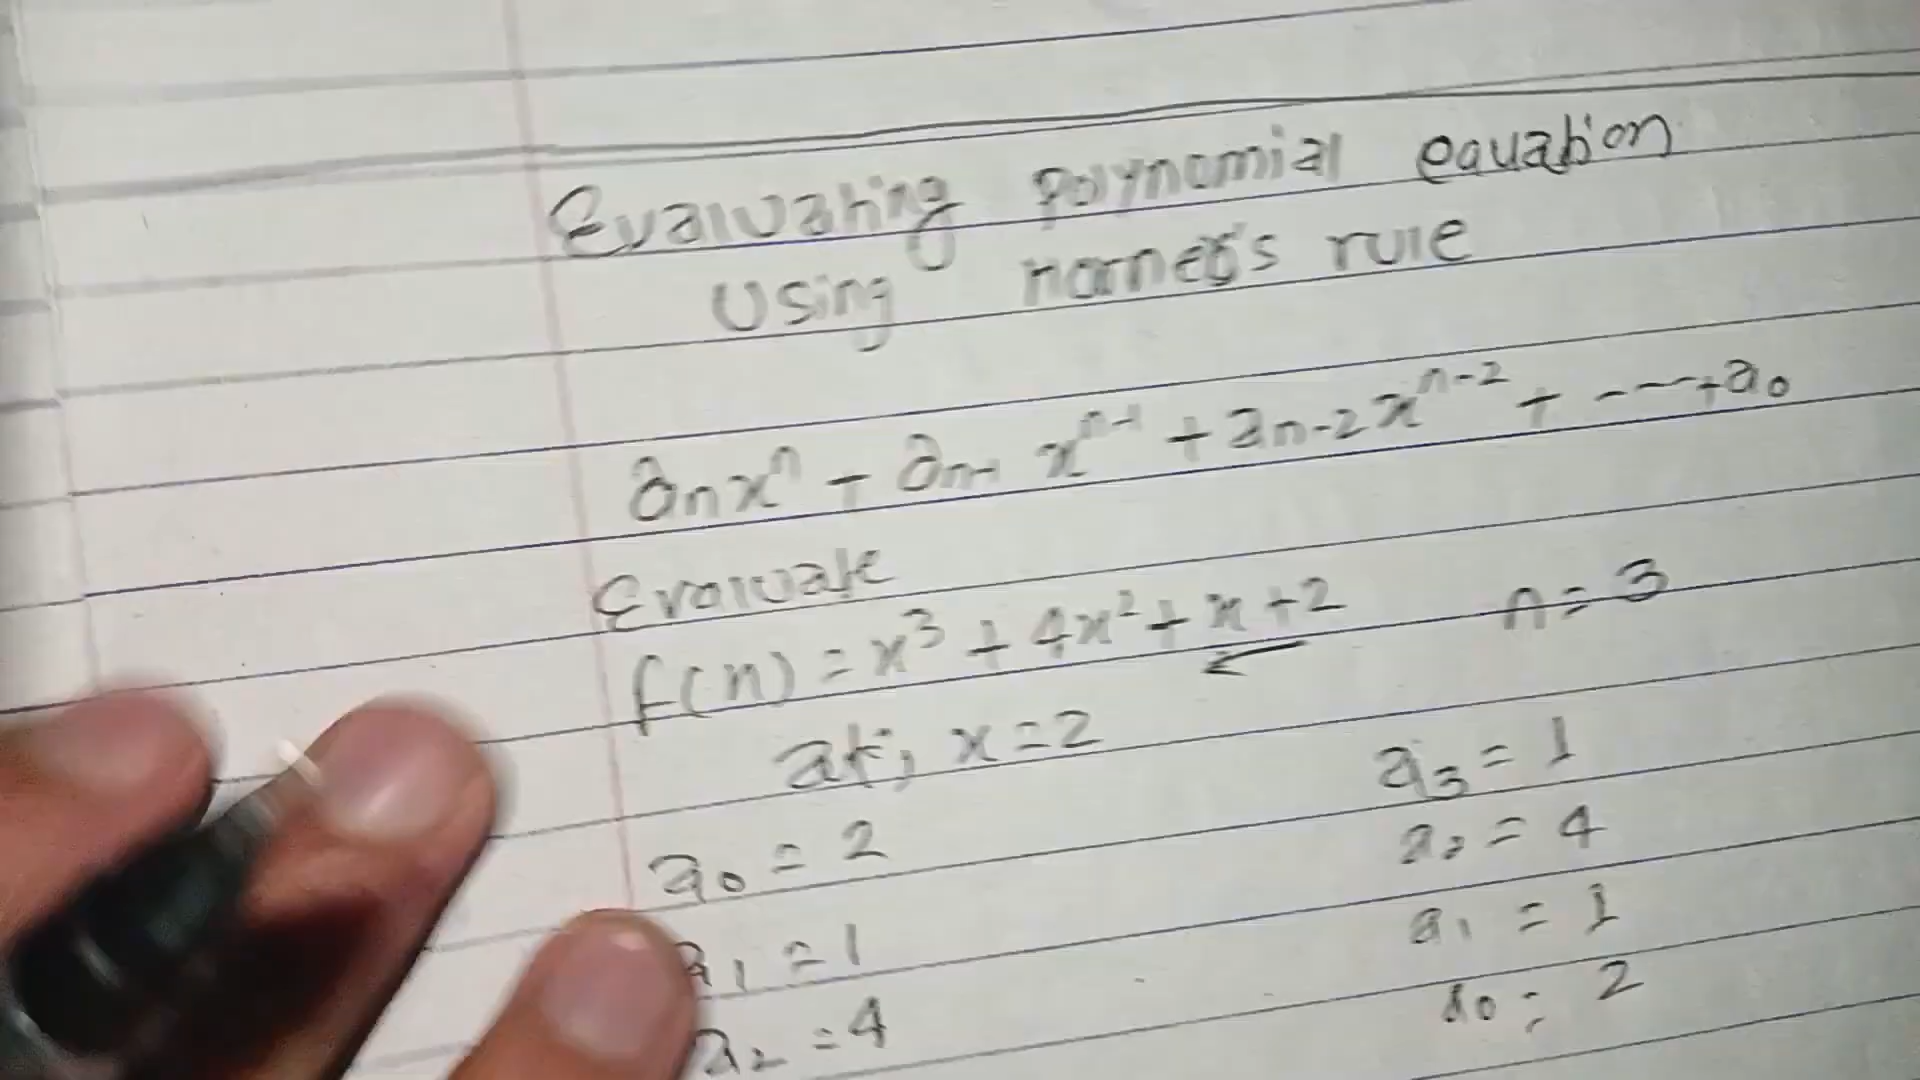 Evaluating polynomial equation
Using horner's rule
aₙxⁿ + aₙ₋₁ xⁿ⁻¹ + aₙ₋₂xⁿ⁻² + ---- + a₀
Evaluate
f(n) = x³ + 4x² + x + 2
n = 3
at; x = 2
a₀ = 2
a₁ = 1
a₂ = 4
a₃ = 1
a₂ = 4
a₁ = 1
a₀ = 2